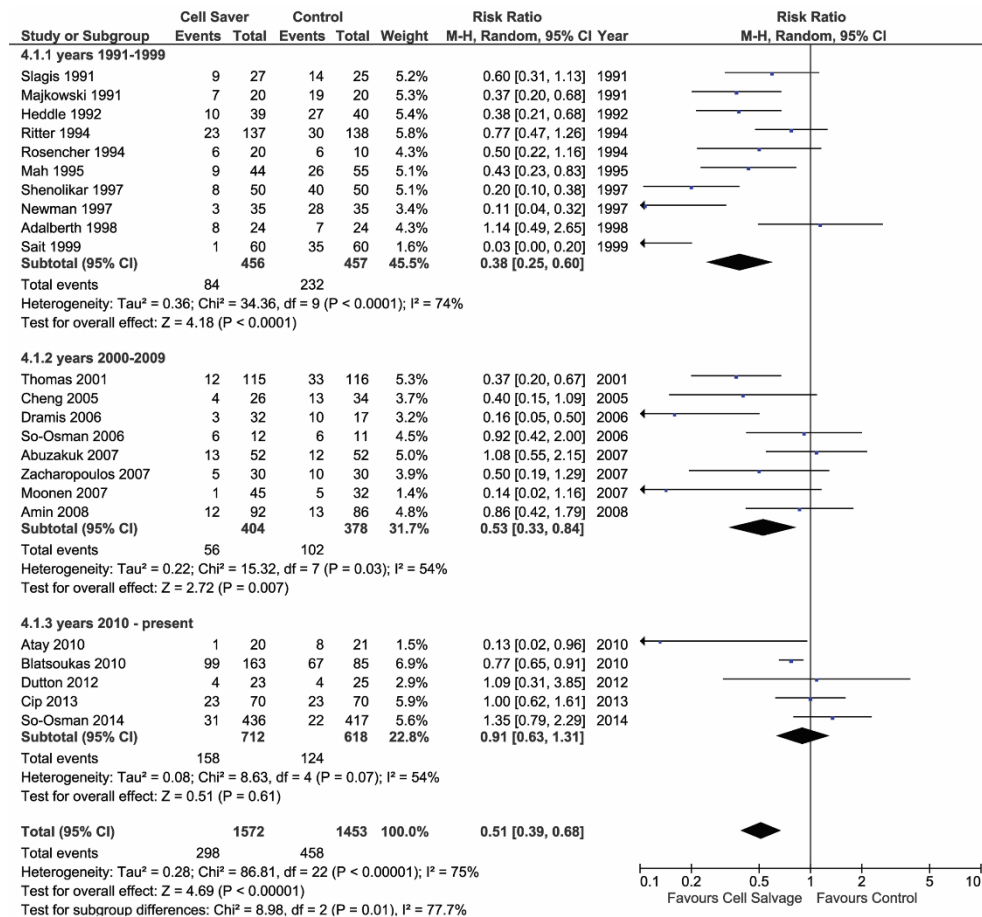 Cell Saver Control Risk Ratio Risk Ratio
Study or Subgroup Events Total Events Total Weight M-H, Random, 95% CI Year M-H, Random, 95% CI
4.1.1 years 1991-1999
Slagis 1991 9 27 14 25 5.2% 0.60 [0.31, 1.13] 1991
Majkowski 1991 7 20 19 20 5.3% 0.37 [0.20, 0.68] 1991
Heddle 1992 10 39 27 40 5.4% 0.38 [0.21, 0.68] 1992
Ritter 1994 23 137 30 138 5.8% 0.77 [0.47, 1.26] 1994
Rosencher 1994 6 20 6 10 4.3% 0.50 [0.22, 1.16] 1994
Mah 1995 9 44 26 55 5.1% 0.43 [0.23, 0.83] 1995
Shenolikar 1997 8 50 40 50 5.1% 0.20 [0.10, 0.38] 1997
Newman 1997 3 35 28 35 3.4% 0.11 [0.04, 0.32] 1997
Adalberth 1998 8 24 7 24 4.3% 1.14 [0.49, 2.65] 1998
Sait 1999 1 60 35 60 1.6% 0.03 [0.00, 0.20] 1999
Subtotal (95% CI) 456 457 45.5% 0.38 [0.25, 0.60]
Total events 84 232
Heterogeneity: Tau² = 0.36; Chi² = 34.36, df = 9 (P < 0.0001); I² = 74%
Test for overall effect: Z = 4.18 (P < 0.0001)
4.1.2 years 2000-2009
Thomas 2001 12 115 33 116 5.3% 0.37 [0.20, 0.67] 2001
Cheng 2005 4 26 13 34 3.7% 0.40 [0.15, 1.09] 2005
Dramis 2006 3 32 10 17 3.2% 0.16 [0.05, 0.50] 2006
So-Osman 2006 6 12 6 11 4.5% 0.92 [0.42, 2.00] 2006
Abuzakuk 2007 13 52 12 52 5.0% 1.08 [0.55, 2.15] 2007
Zacharopoulos 2007 5 30 10 30 3.9% 0.50 [0.19, 1.29] 2007
Moonen 2007 1 45 5 32 1.4% 0.14 [0.02, 1.16] 2007
Amin 2008 12 92 13 86 4.8% 0.86 [0.42, 1.79] 2008
Subtotal (95% CI) 404 378 31.7% 0.53 [0.33, 0.84]
Total events 56 102
Heterogeneity: Tau² = 0.22; Chi² = 15.32, df = 7 (P = 0.03); I² = 54%
Test for overall effect: Z = 2.72 (P = 0.007)
4.1.3 years 2010 - present
Atay 2010 1 20 8 21 1.5% 0.13 [0.02, 0.96] 2010
Blatsoukas 2010 99 163 67 85 6.9% 0.77 [0.65, 0.91] 2010
Dutton 2012 4 23 4 25 2.9% 1.09 [0.31, 3.85] 2012
Cip 2013 23 70 23 70 5.9% 1.00 [0.62, 1.61] 2013
So-Osman 2014 31 436 22 417 5.6% 1.35 [0.79, 2.29] 2014
Subtotal (95% CI) 712 618 22.8% 0.91 [0.63, 1.31]
Total events 158 124
Heterogeneity: Tau² = 0.08; Chi² = 8.63, df = 4 (P = 0.07); I² = 54%
Test for overall effect: Z = 0.51 (P = 0.61)
Total (95% CI) 1572 1453 100.0% 0.51 [0.39, 0.68]
Total events 298 458
Heterogeneity: Tau² = 0.28; Chi² = 86.81, df = 22 (P < 0.00001); I² = 75%
Test for overall effect: Z = 4.69 (P < 0.00001)
Test for subgroup differences: Chi² = 8.98, df = 2 (P = 0.01), I² = 77.7%
0.1 0.2 0.5 1 2 5 10
Favours Cell Salvage Favours Control